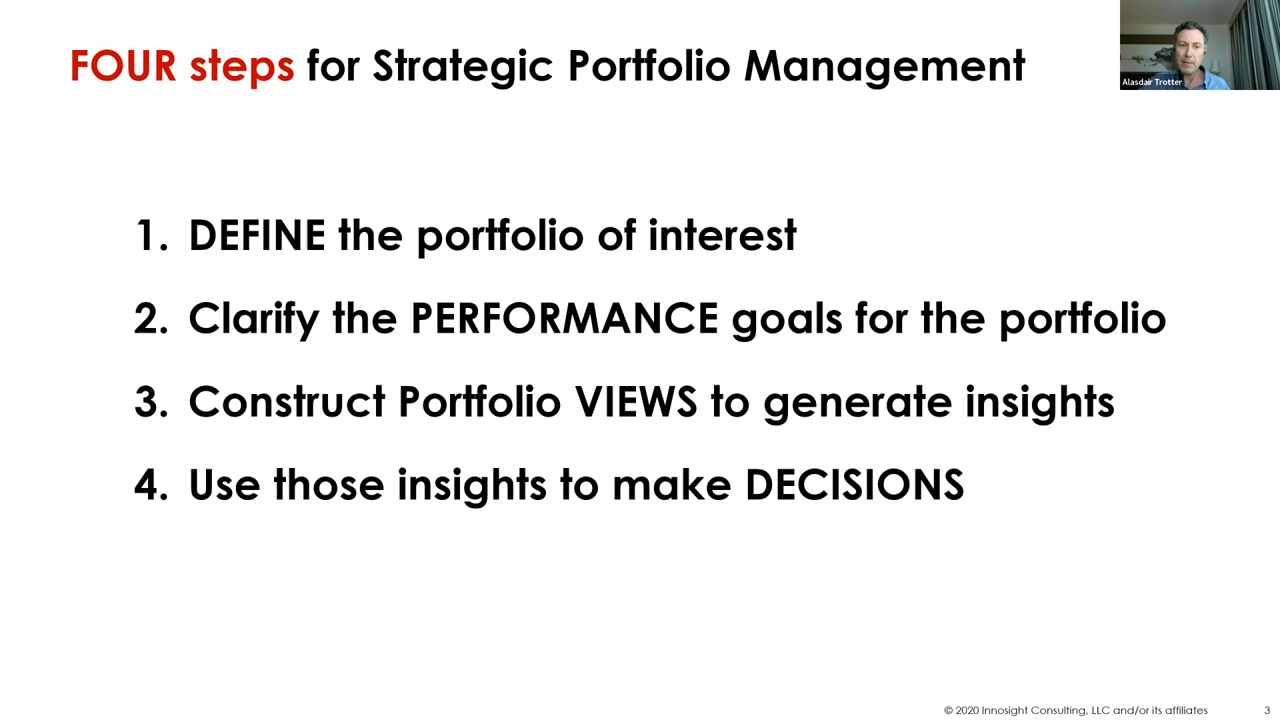 FOUR steps for Strategic Portfolio Management
Alasdair Trotter
1. DEFINE the portfolio of interest
2. Clarify the PERFORMANCE goals for the portfolio
3. Construct Portfolio VIEWS to generate insights
4. Use those insights to make DECISIONS
© 2020 Innosight Consulting, LLC and/or its affiliates 3